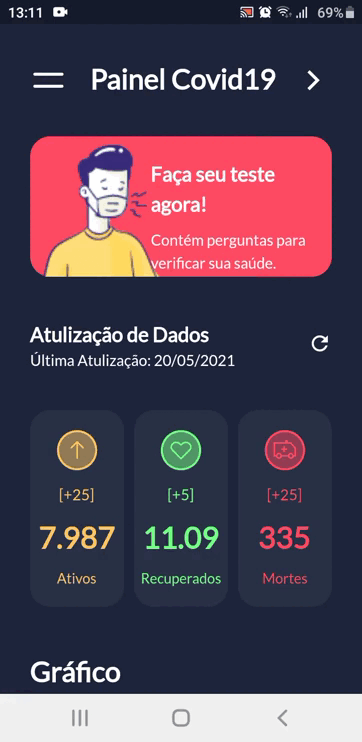 13:11 69%
Painel Covid19
Faça seu teste
agora!
Contém perguntas para
verificar sua saúde.
Atulização de Dados
Última Atulização: 20/05/2021
[+25] [+5] [+25]
7.987 11.09 335
Ativos Recuperados Mortes
Gráfico